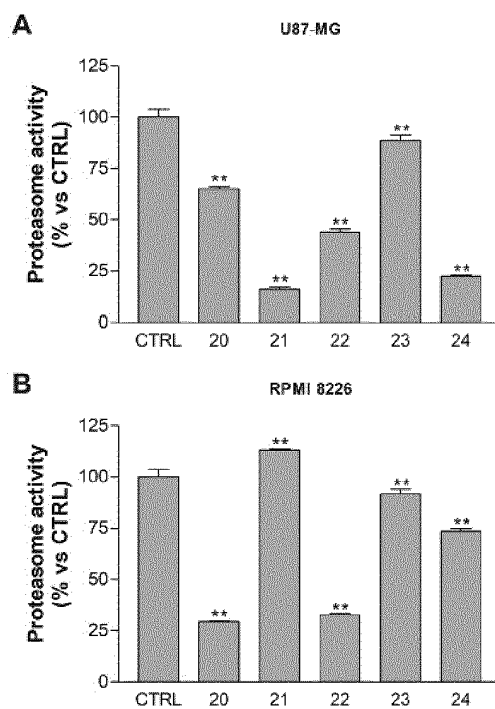 A
U87-MG
Proteasome activity
(% vs CTRL)
125
100
75
50
25
0
**
**
**
**
**
CTRL 20 21 22 23 24
B
RPMI 8226
Proteasome activity
(% vs CTRL)
125
100
75
50
25
0
**
**
**
**
**
CTRL 20 21 22 23 24